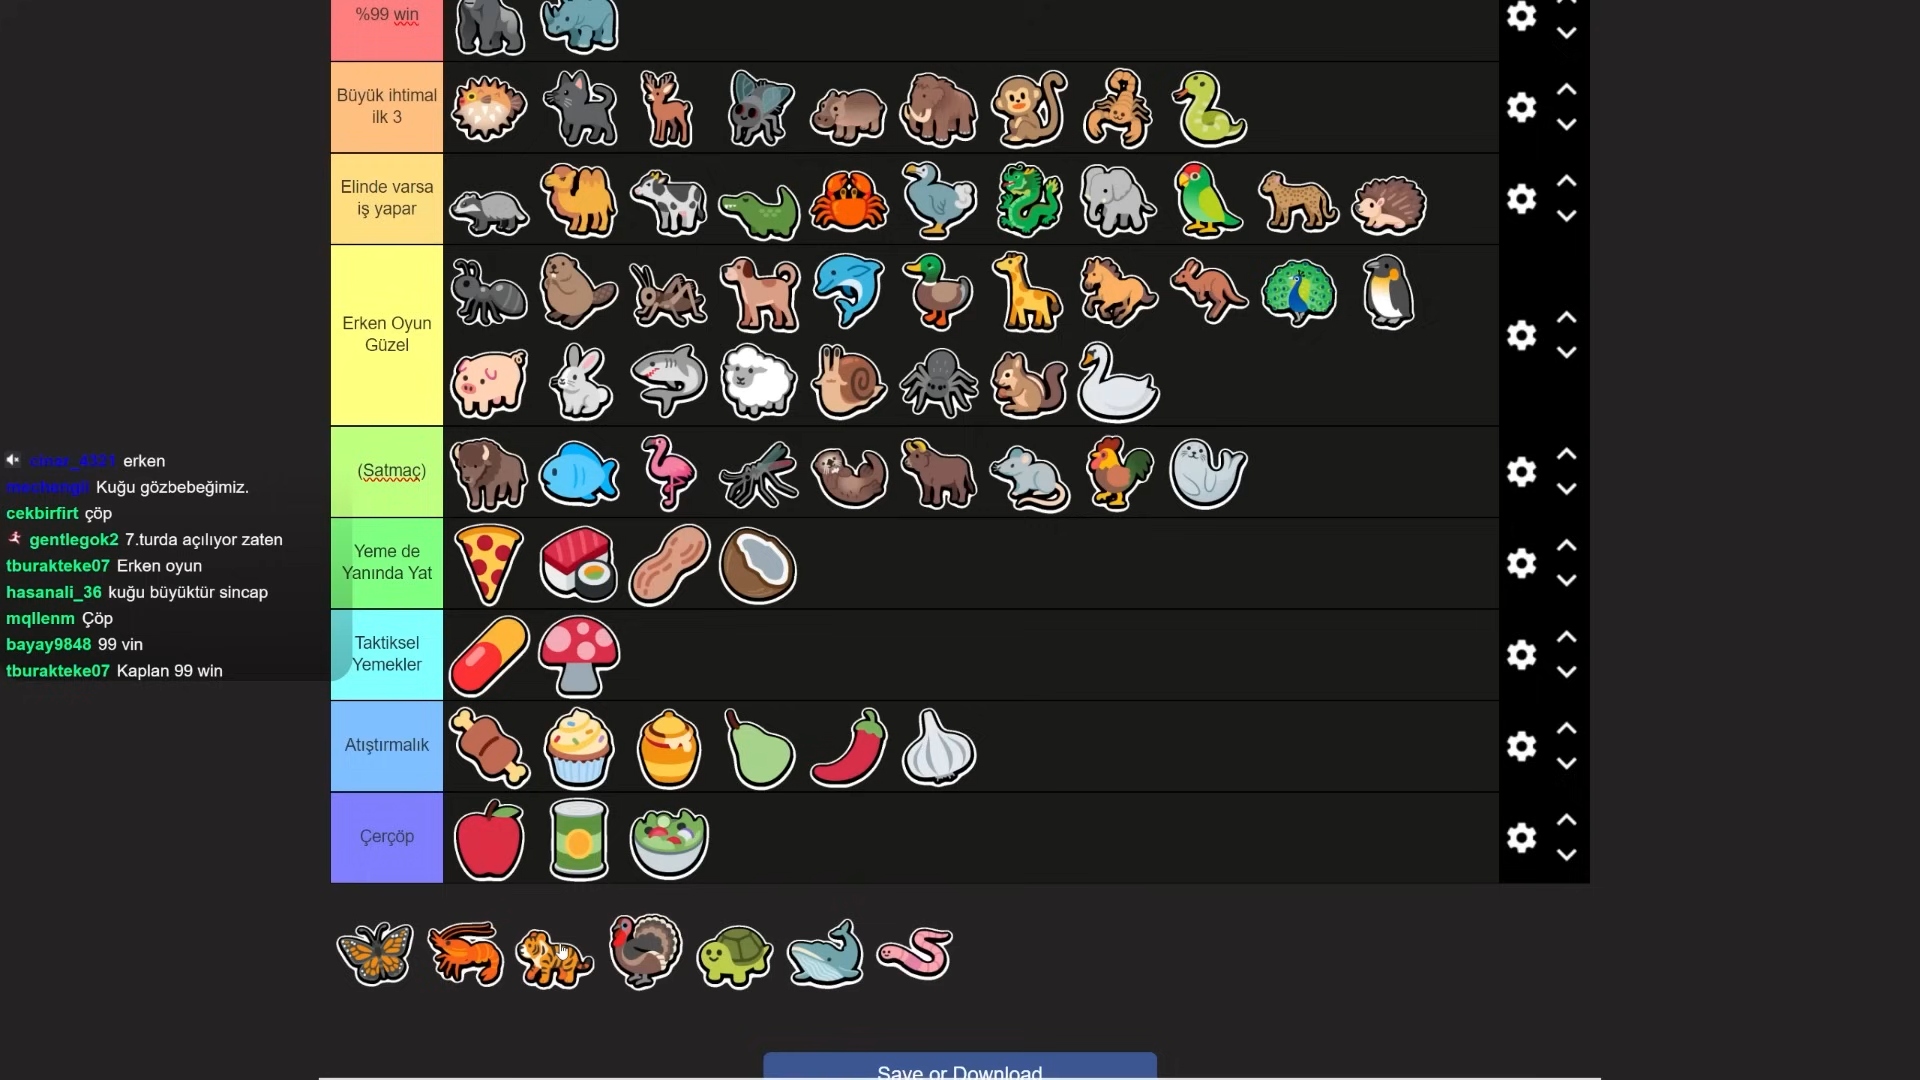 %99 win
Büyük ihtimal
ilk 3
Elinde varsa
iş yapar
Erken Oyun
Güzel
(Satmaç)
Yeme de
Yanında Yat
Taktiksel
Yemekler
Atıştırmalık
Çerçöp
cinar_4321 erken
mechangii Kuğu gözbebeğimiz.
cekbirfirt çöp
gentlegok2 7.turda açılıyor zaten
tburakteke07 Erken oyun
hasanali_36 kuğu büyüktür sincap
mqllenm Çöp
bayay9848 99 vin
tburakteke07 Kaplan 99 win
Save or Download